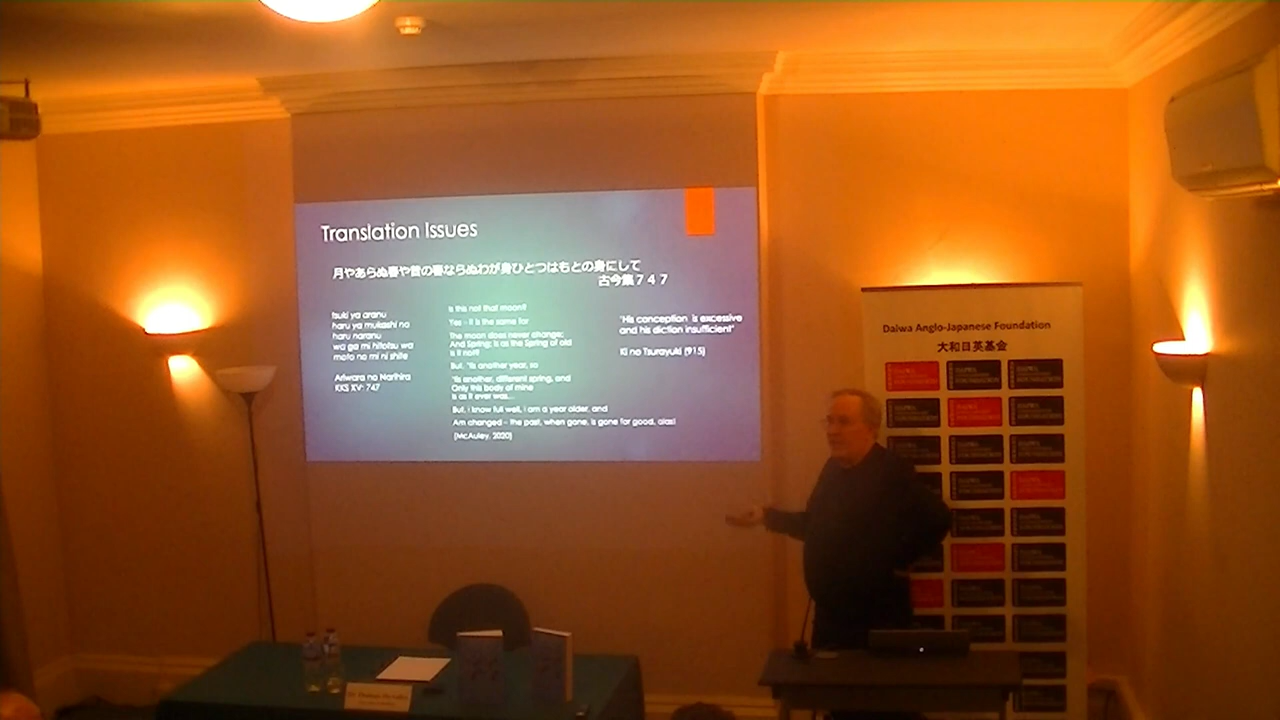 Translation Issues
月やあらぬ春や昔の春ならぬわが身ひとつはもとの身にして
古今集747
tsuki ya aranu
haru ya mukashi no
haru naranu
wa ga mi hitotsu wa
moto no mi ni shite
Ariwara no Narihira
KKS XV: 747
Is this not that moon?
Yes – it is the same for
The moon does never change;
And Spring; is as the Spring of old
Is it not?
But, 'tis another year, so
'Tis another, different spring, and
Only this body of mine
Is as it ever was...
But, I know full well, I am a year older, and
Am changed – the past, when gone, is gone for good, alas!
(McAuley, 2020)
"His conception is excessive
and his diction insufficient"
Ki no Tsurayuki (915)
Daiwa Anglo-Japanese Foundation
大和日英基金